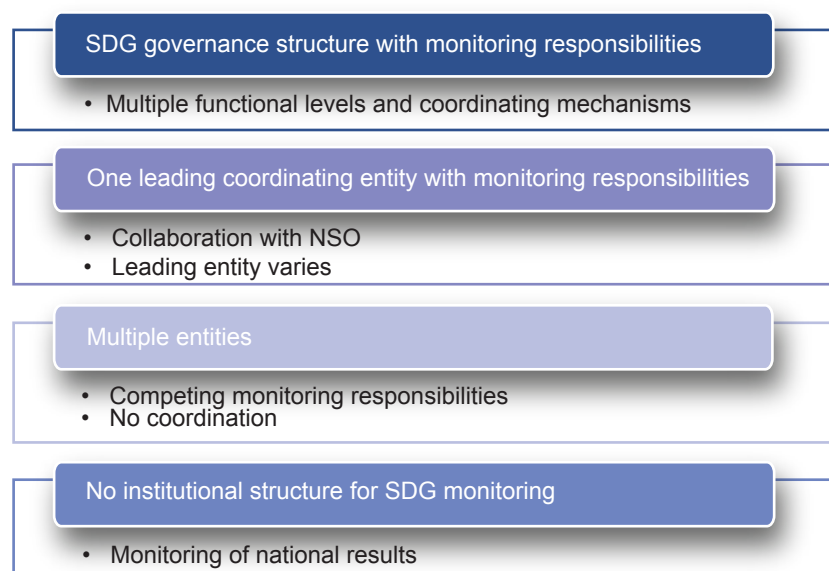 SDG governance structure with monitoring responsibilities
• Multiple functional levels and coordinating mechanisms
One leading coordinating entity with monitoring responsibilities
• Collaboration with NSO
• Leading entity varies
Multiple entities
• Competing monitoring responsibilities
• No coordination
No institutional structure for SDG monitoring
• Monitoring of national results